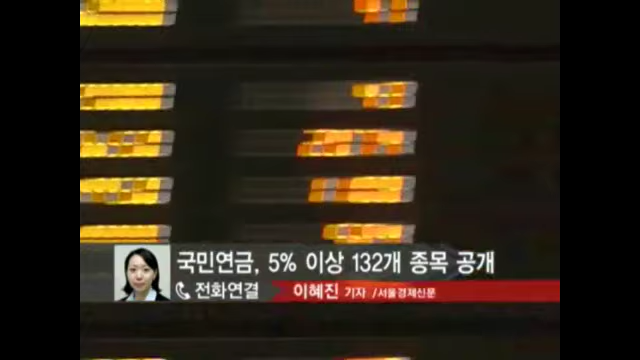 국민연금, 5% 이상 132개 종목 공개
전화연결 이혜진 기자 /서울경제신문